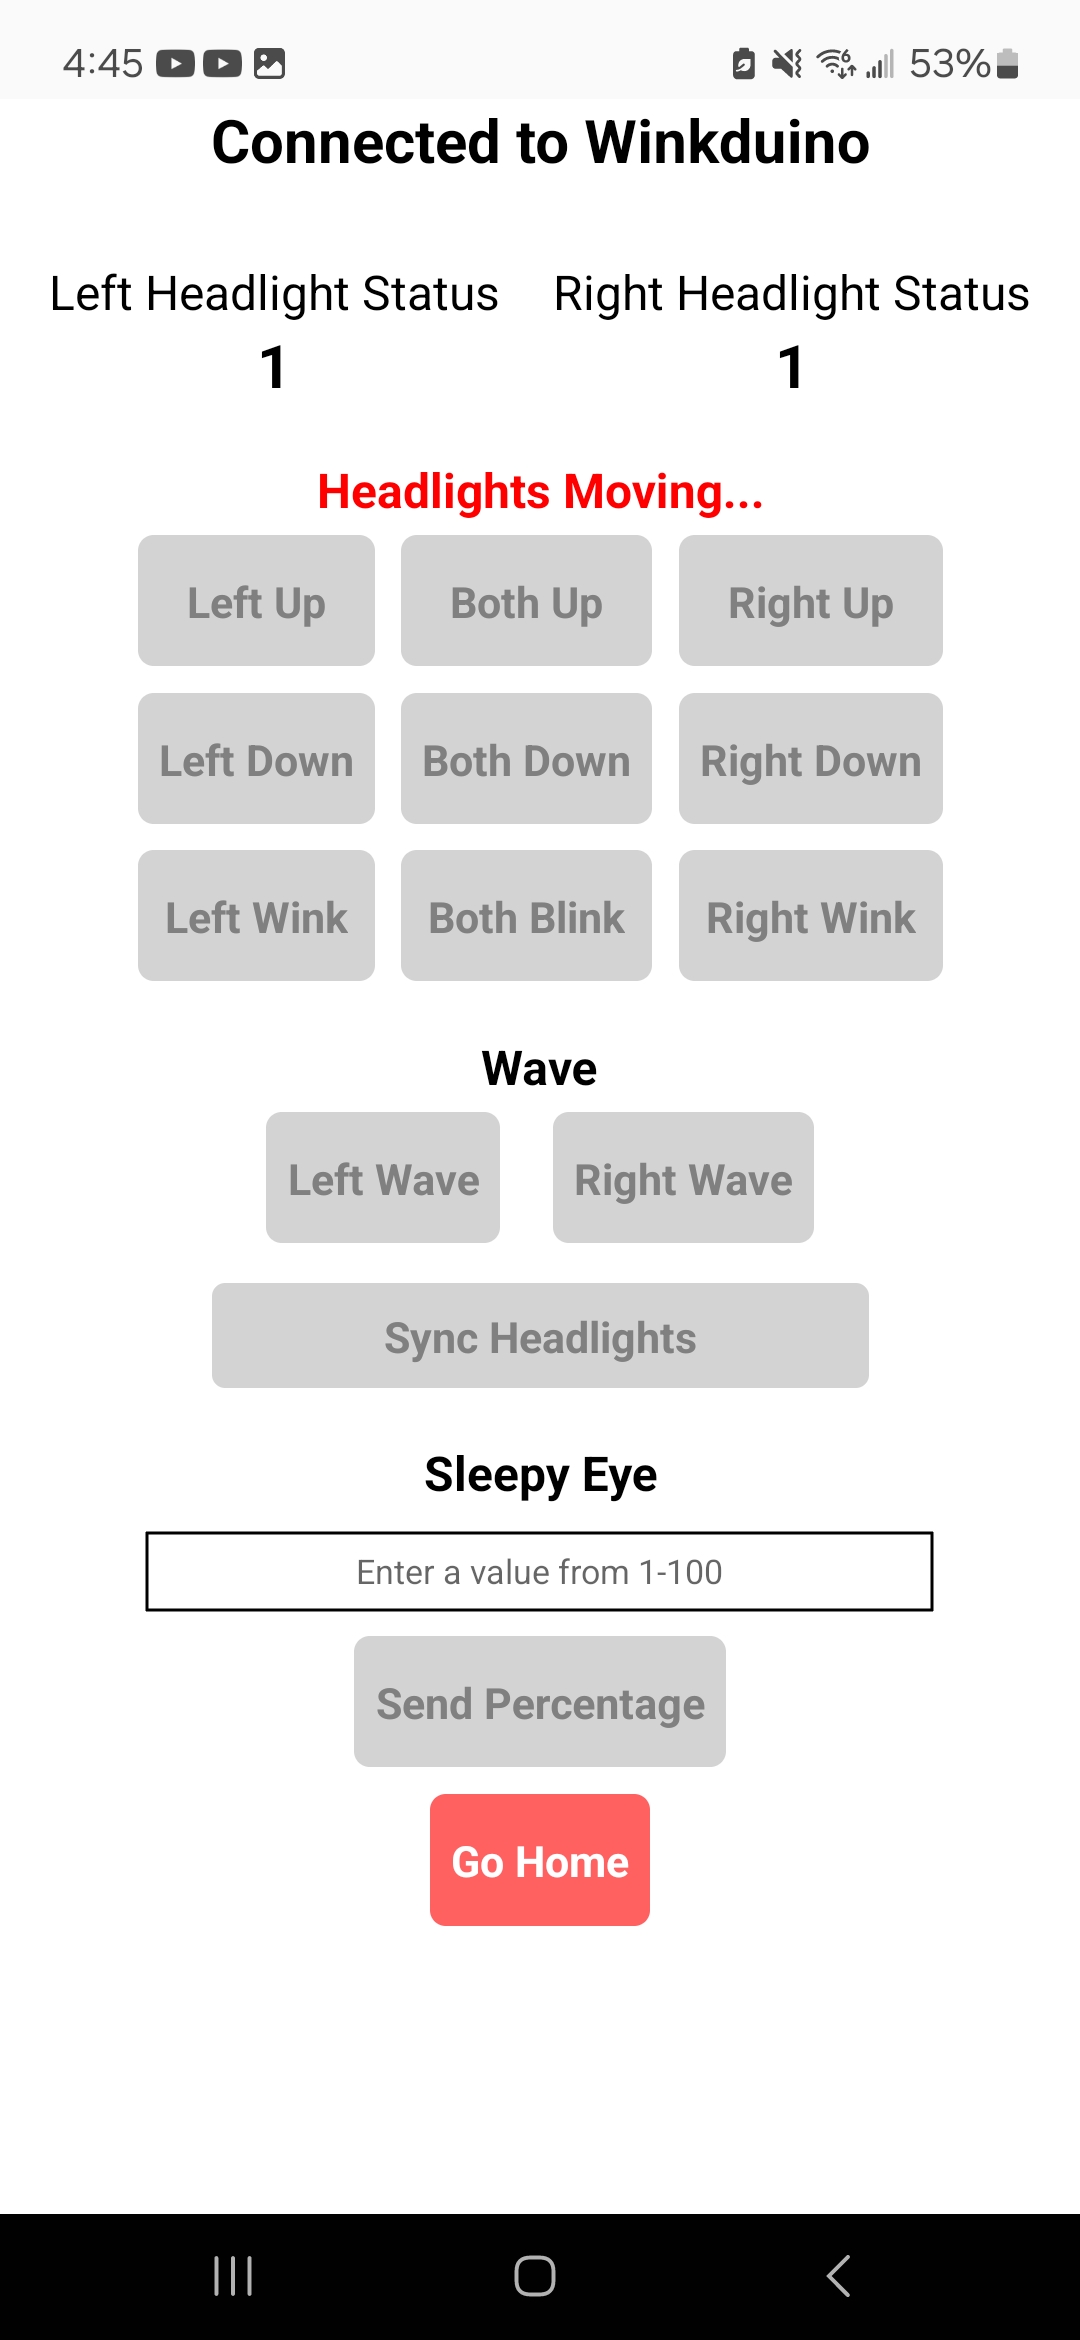 4:45 53%
Connected to Winkduino
Left Headlight Status Right Headlight Status
1 1
Headlights Moving...
Left Up Both Up Right Up
Left Down Both Down Right Down
Left Wink Both Blink Right Wink
Wave
Left Wave Right Wave
Sync Headlights
Sleepy Eye
Enter a value from 1-100
Send Percentage
Go Home